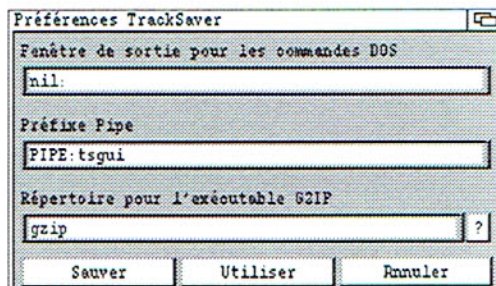 Préférences TrackSaver
Fenêtre de sortie pour les commandes DOS
nil:
Préfixe Pipe
PIPE:tsgui
Répertoire pour l'exécutable GZIP
gzip
?
Sauver
Utiliser
Annuler